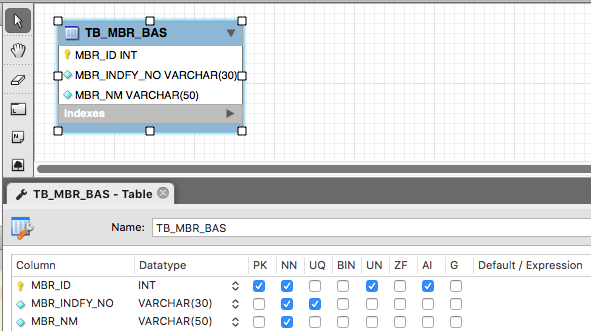 TB_MBR_BAS
MBR_ID INT
MBR_INDFY_NO VARCHAR(30)
MBR_NM VARCHAR(50)
Indexes
TB_MBR_BAS - Table
Name: TB_MBR_BAS
Column Datatype PK NN UQ BIN UN ZF AI G Default / Expression
MBR_ID INT
MBR_INDFY_NO VARCHAR(30)
MBR_NM VARCHAR(50)